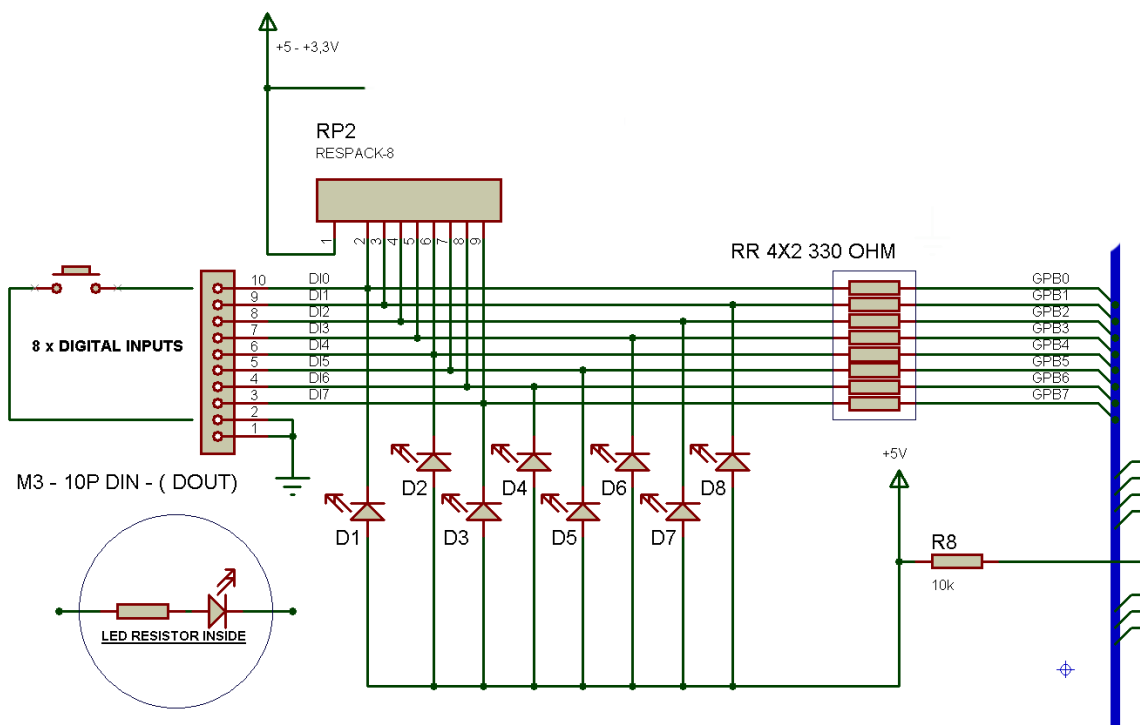 +5 - +3,3V
RP2
RESPACK-8
1
2
3
4
5
6
7
8
9
RR 4X2 330 OHM
10 DI0 GPB0
9 DI1 GPB1
8 DI2 GPB2
7 DI3 GPB3
8 x DIGITAL INPUTS
6 DI4 GPB4
5 DI5 GPB5
4 DI6 GPB6
3 DI7 GPB7
2
1
M3 - 10P DIN - ( DOUT)
+5V
D2 D4 D6 D8
D1 D3 D5 D7
R8
10k
LED RESISTOR INSIDE